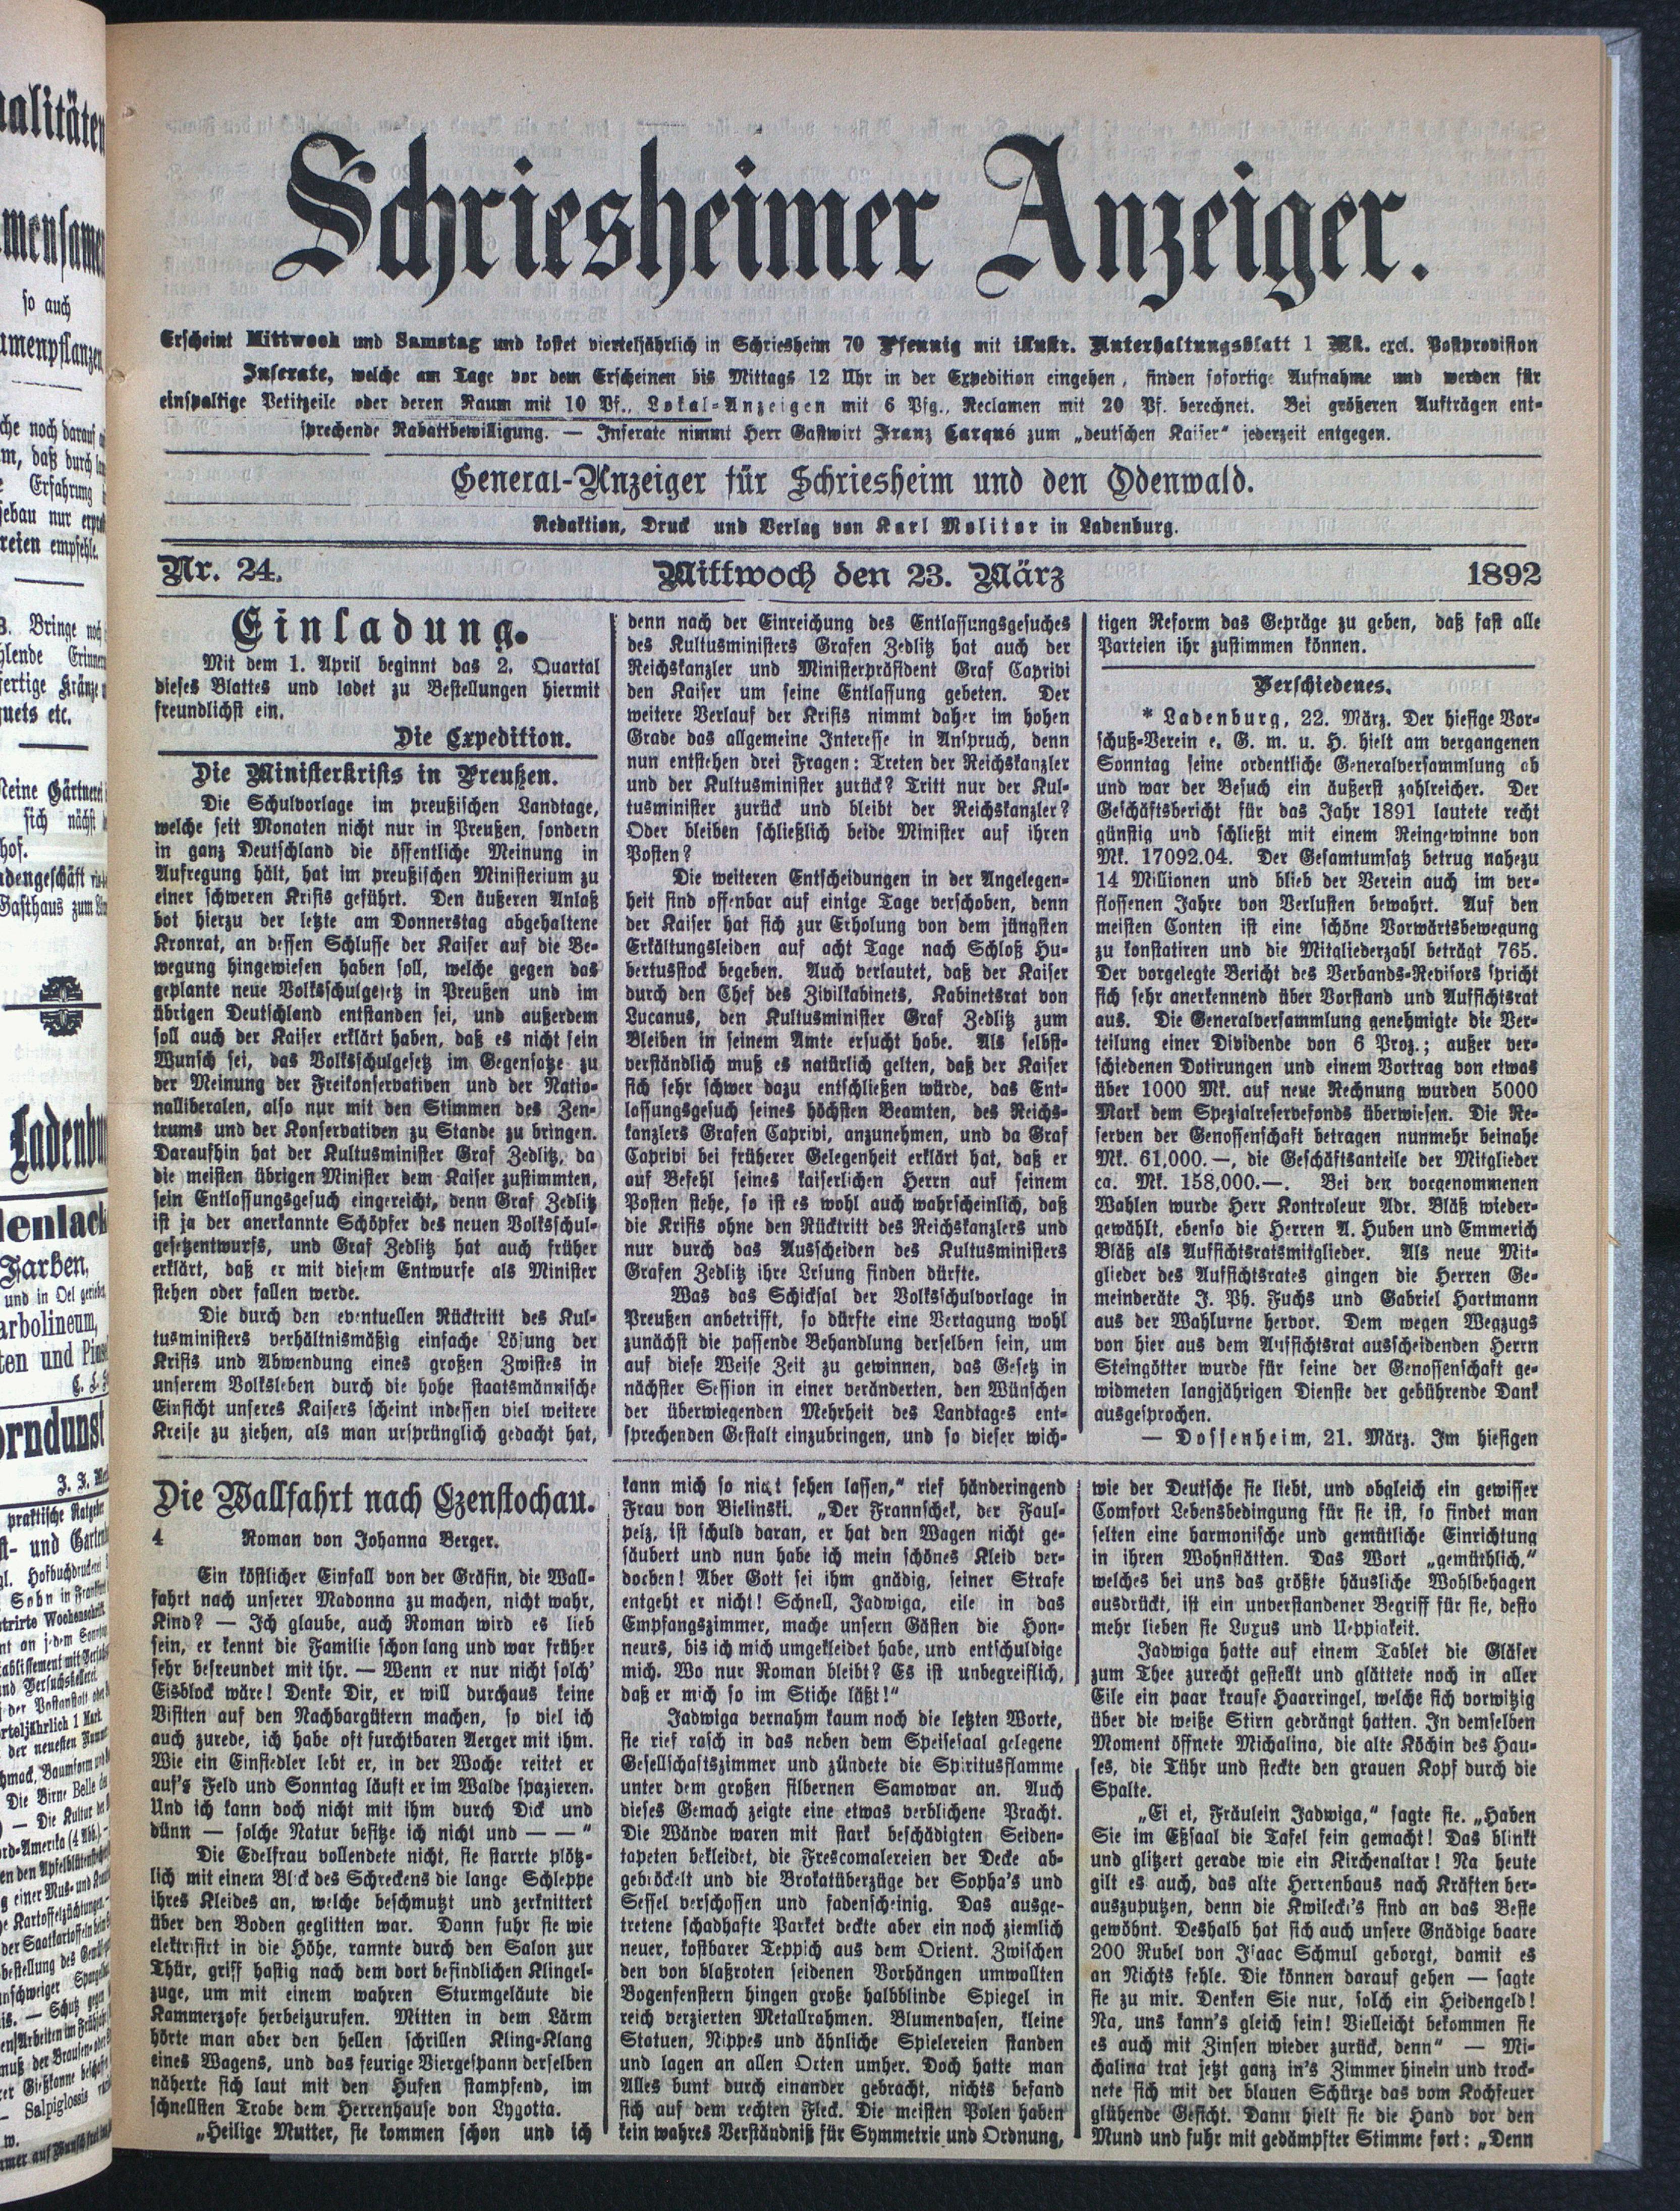 Schriesheimer Anzeiger.
Erscheint Mittwoch und Samstag und kostet vierteljährlich in Schriesheim 70 Pfennig mit illustr. Unterhaltungsblatt 1 Mk. excl. Postprovision
Inserate, welche am Tage vor dem Erscheinen bis Mittags 12 Uhr in der Expedition eingehen, finden sofortige Aufnahme und werden für
einspaltige Petitzeile oder deren Raum mit 10 Pf., Lokal-Anzeigen mit 6 Pfg., Reclamen mit 20 Pf. berechnet. Bei größeren Aufträgen ent-
sprechende Rabattbewilligung. — Inserate nimmt Herr Gastwirt Franz Carqué zum „deutschen Kaiser“ jederzeit entgegen.
General-Anzeiger für Schriesheim und den Odenwald.
Redaktion, Druck und Verlag von Karl Molitor in Ladenburg.
Nr. 24. Mittwoch den 23. März 1892
Einladung.
Mit dem 1. April beginnt das 2. Quartal
dieses Blattes und ladet zu Bestellungen hiermit
freundlichst ein.
Die Expedition.
Die Ministerkrisis in Preußen.
Die Schulvorlage im preußischen Landtage,
welche seit Monaten nicht nur in Preußen, sondern
in ganz Deutschland die öffentliche Meinung in
Aufregung hält, hat im preußischen Ministerium zu
einer schweren Krisis geführt. Den äußeren Anlaß
bot hierzu der letzte am Donnerstag abgehaltene
Kronrat, an dessen Schlusse der Kaiser auf die Be-
wegung hingewiesen haben soll, welche gegen das
geplante neue Volksschulgesetz in Preußen und im
übrigen Deutschland entstanden sei, und außerdem
soll auch der Kaiser erklärt haben, daß es nicht sein
Wunsch sei, das Volksschulgesetz im Gegensatze zu
der Meinung der Freikonservativen und der Natio-
nalliberalen, also nur mit den Stimmen des Zen-
trums und der Konservativen zu Stande zu bringen.
Daraufhin hat der Kultusminister Graf Zedlitz, da
die meisten übrigen Minister dem Kaiser zustimmten,
sein Entlassungsgesuch eingereicht, denn Graf Zedlitz
ist ja der anerkannte Schöpfer des neuen Volksschul-
gesetzentwurfs, und Graf Zedlitz hat auch früher
erklärt, daß er mit diesem Entwurfe als Minister
stehen oder fallen werde.
Die durch den eventuellen Rücktritt des Kul-
tusministers verhältnismäßig einfache Lösung der
Krisis und Abwendung eines großen Zwistes in
unserem Volksleben durch die hohe staatsmännische
Einsicht unseres Kaisers scheint indessen viel weitere
Kreise zu ziehen, als man ursprünglich gedacht hat,
denn nach der Einreichung des Entlassungsgesuches
des Kultusministers Grafen Zedlitz hat auch der
Reichskanzler und Ministerpräsident Graf Caprivi
den Kaiser um seine Entlassung gebeten. Der
weitere Verlauf der Krisis nimmt daher im hohen
Grade das allgemeine Interesse in Anspruch, denn
nun entstehen drei Fragen: Treten der Reichskanzler
und der Kultusminister zurück? Tritt nur der Kul-
tusminister zurück und bleibt der Reichskanzler?
Oder bleiben schließlich beide Minister auf ihren
Posten?
Die weiteren Entscheidungen in der Angelegen-
heit sind offenbar auf einige Tage verschoben, denn
der Kaiser hat sich zur Erholung von dem jüngsten
Erkältungsleiden auf acht Tage nach Schloß Hu-
bertusstock begeben. Auch verlautet, daß der Kaiser
durch den Chef des Zivilkabinets, Kabinetsrat von
Lucanus, den Kultusminister Graf Zedlitz zum
Bleiben in seinem Amte ersucht habe. Als selbst-
verständlich muß es natürlich gelten, daß der Kaiser
sich sehr schwer dazu entschließen würde, das Ent-
lassungsgesuch seines höchsten Beamten, des Reichs-
kanzlers Grafen Caprivi, anzunehmen, und da Graf
Caprivi bei früherer Gelegenheit erklärt hat, daß er
auf Befehl seines kaiserlichen Herrn auf seinem
Posten stehe, so ist es wohl auch wahrscheinlich, daß
die Krisis ohne den Rücktritt des Reichskanzlers und
nur durch das Ausscheiden des Kultusministers
Grafen Zedlitz ihre Lrsung finden dürfte.
Was das Schicksal der Volksschulvorlage in
Preußen anbetrifft, so dürfte eine Vertagung wohl
zunächst die passende Behandlung derselben sein, um
auf diese Weise Zeit zu gewinnen, das Gesetz in
nächster Session in einer veränderten, den Wünschen
der überwiegenden Mehrheit des Landtages ent-
sprechenden Gestalt einzubringen, und so dieser wich-
tigen Reform das Gepräge zu geben, daß fast alle
Parteien ihr zustimmen können.
Verschiedenes.
* Ladenburg, 22. März. Der hiesige Vor-
schuß-Verein e. G. m. u. H. hielt am vergangenen
Sonntag seine ordentliche Generalversammlung ab
und war der Besuch ein äußerst zahlreicher. Der
Geschäftsbericht für das Jahr 1891 lautete recht
günstig und schließt mit einem Reingewinne von
Mk. 17092.04. Der Gesamtumsatz betrug nahezu
14 Millionen und blieb der Verein auch im ver-
flossenen Jahre von Verlusten bewahrt. Auf den
meisten Conten ist eine schöne Vorwärtsbewegung
zu konstatiren und die Mitgliederzahl beträgt 765.
Der vorgelegte Bericht des Verbands-Revisors spricht
sich sehr anerkennend über Vorstand und Aufsichtsrat
aus. Die Generalversammlung genehmigte die Ver-
teilung einer Dividende von 6 Proz.; außer ver-
schiedenen Dotirungen und einem Vortrag von etwas
über 1000 Mk. auf neue Rechnung wurden 5000
Mark dem Spezialreservefonds überwiesen. Die Re-
serven der Genossenschaft betragen nunmehr beinahe
Mk. 61,000.—, die Geschäftsanteile der Mitglieder
ca. Mk. 158,000.—. Bei den vorgenommenen
Wahlen wurde Herr Kontroleur Adr. Bläß wieder-
gewählt, ebenso die Herren A. Huben und Emmerich
Bläß als Aufsichtsratsmitglieder. Als neue Mit-
glieder des Aufsichtsrates gingen die Herren Ge-
meinderäte J. Ph. Fuchs und Gabriel Hartmann
aus der Wahlurne hervor. Dem wegen Wegzugs
von hier aus dem Aufsichtsrat ausscheidenden Herrn
Steingötter wurde für seine der Genossenschaft ge-
widmeten langjährigen Dienste der gebührende Dank
ausgesprochen.
— Dossenheim, 21. März. Im hiesigen
Die Wallfahrt nach Czenstochau.
4 Roman von Johanna Berger.
Ein köstlicher Einfall von der Gräfin, die Wall-
fahrt nach unserer Madonna zu machen, nicht wahr,
Kind? — Ich glaube, auch Roman wird es lieb
sein, er kennt die Familie schon lang und war früher
sehr befreundet mit ihr. — Wenn er nur nicht solch'
Eisblock wäre! Denke Dir, er will durchaus keine
Visiten auf den Nachbargütern machen, so viel ich
auch zurede, ich habe oft furchtbaren Aerger mit ihm.
Wie ein Einsiedler lebt er, in der Woche reitet er
auf's Feld und Sonntag läuft er im Walde spazieren.
Und ich kann doch nicht mit ihm durch Dick und
dünn — solche Natur besitze ich nicht und — — “
Die Edelfrau vollendete nicht, sie starrte plötz-
lich mit einem Blick des Schreckens die lange Schleppe
ihres Kleides an, welche beschmutzt und zerknittert
über den Boden geglitten war. Dann fuhr sie wie
elektrisirt in die Höhe, rannte durch den Salon zur
Thür, griff hastig nach dem dort befindlichen Klingel-
zuge, um mit einem wahren Sturmgeläute die
Kammerzofe herbeizurufen. Mitten in dem Lärm
hörte man aber den hellen schrillen Kling-Klang
eines Wagens, und das feurige Viergespann derselben
näherte sich laut mit den Hufen stampfend, im
schnellsten Trabe dem Herrenhause von Lygotta.
„Heilige Mutter, sie kommen schon und ich
kann mich so nicht sehen lassen,“ rief händeringend
Frau von Bielinski. „Der Frannschek, der Faul-
pelz, ist schuld daran, er hat den Wagen nicht ge-
säubert und nun habe ich mein schönes Kleid ver-
dorben! Aber Gott sei ihm gnädig, seiner Strafe
entgeht er nicht! Schnell, Jadwiga, eile in das
Empfangszimmer, mache unsern Gästen die Hon-
neurs, bis ich mich umgekleidet habe, und entschuldige
mich. Wo nur Roman bleibt? Es ist unbegreiflich,
daß er mich so im Stiche läßt!“
Jadwiga vernahm kaum noch die letzten Worte,
sie rief rasch in das neben dem Speisesaal gelegene
Gesellschaftszimmer und zündete die Spiritusflamme
unter dem großen silbernen Samowar an. Auch
dieses Gemach zeigte eine etwas verblichene Pracht.
Die Wände waren mit stark beschädigten Seiden-
tapeten bekleidet, die Frescomalereien der Decke ab-
gebröckelt und die Brokatüberzüge der Sopha's und
Sessel verschossen und fadenscheinig. Das ausge-
tretene schadhafte Parket deckte aber ein noch ziemlich
neuer, kostbarer Teppich aus dem Orient. Zwischen
den von blaßroten seidenen Vorhängen umwallten
Bogenfenstern hingen große halbblinde Spiegel in
reich verzierten Metallrahmen. Blumenvasen, kleine
Statuen, Nippes und ähnliche Spielereien standen
und lagen an allen Orten umher. Doch hatte man
Alles bunt durch einander gebracht, nichts befand
sich auf dem rechten Fleck. Die meisten Polen haben
kein wahres Verständniß für Symmetrie und Ordnung,
wie der Deutsche sie liebt, und obgleich ein gewisser
Comfort Lebensbedingung für sie ist, so findet man
selten eine harmonische und gemütliche Einrichtung
in ihren Wohnstätten. Das Wort „gemüthlich,“
welches bei uns das größte häusliche Wohlbehagen
ausdrückt, ist ein unverstandener Begriff für sie, desto
mehr lieben sie Luxus und Ueppigkeit.
Jadwiga hatte auf einem Tablet die Gläser
zum Thee zurecht gestellt und glättete noch in aller
Eile ein paar krause Haarringel, welche sich vorwitzig
über die weiße Stirn gedrängt hatten. In demselben
Moment öffnete Michalina, die alte Köchin des Hau-
ses, die Tühr und steckte den grauen Kopf durch die
Spalte.
„Ei ei, Fräulein Jadwiga,“ sagte sie. „Haben
Sie im Eßsaal die Tafel fein gemacht! Das blinkt
und glitzert gerade wie ein Kirchenaltar! Na heute
gilt es auch, das alte Herrenhaus nach Kräften her-
auszuputzen, denn die Kwilecki's sind an das Beste
gewöhnt. Deshalb hat sich auch unsere Gnädige baare
200 Rubel von Isaac Schmul geborgt, damit es
an Nichts fehle. Die können darauf gehen — sagte
sie zu mir. Denken Sie nur, solch ein Heidengeld!
Na, uns kann's gleich sein! Vielleicht bekommen sie
es auch mit Zinsen wieder zurück, denn“ — Mi-
chalina trat jetzt ganz in's Zimmer hinein und trock-
nete sich mit der blauen Schürze das vom Kochfeuer
glühende Gesicht. Dann hielt sie die Hand vor den
Mund und fuhr mit gedämpfter Stimme fort: „Denn